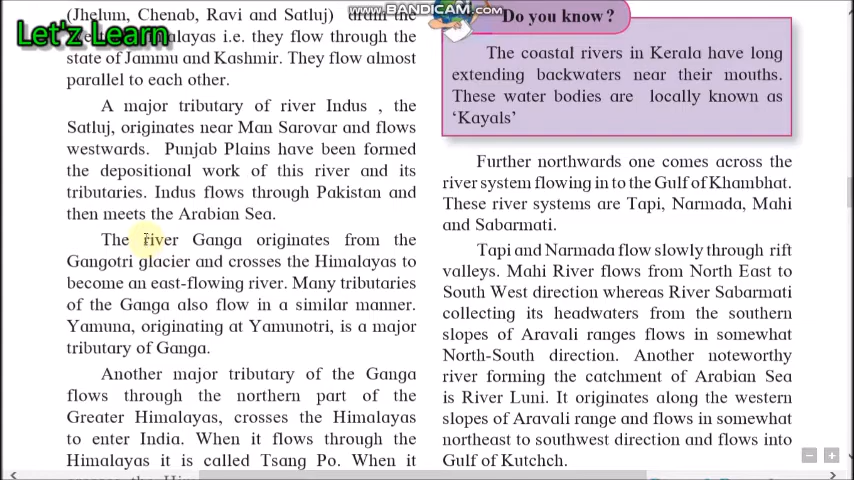 www.BANDICAM.com
Let'z Learn
(Jhelum, Chenab, Ravi and Satluj) drain the
Himalayas i.e. they flow through the
state of Jammu and Kashmir. They flow almost
parallel to each other.
A major tributary of river Indus , the
Satluj, originates near Man Sarovar and flows
westwards. Punjab Plains have been formed
the depositional work of this river and its
tributaries. Indus flows through Pakistan and
then meets the Arabian Sea.
The river Ganga originates from the
Gangotri glacier and crosses the Himalayas to
become an east-flowing river. Many tributaries
of the Ganga also flow in a similar manner.
Yamuna, originating at Yamunotri, is a major
tributary of Ganga.
Another major tributary of the Ganga
flows through the northern part of the
Greater Himalayas, crosses the Himalayas
to enter India. When it flows through the
Himalayas it is called Tsang Po. When it
Do you know ?
The coastal rivers in Kerala have long
extending backwaters near their mouths.
These water bodies are locally known as
‘Kayals’
Further northwards one comes across the
river system flowing in to the Gulf of Khambhat.
These river systems are Tapi, Narmada, Mahi
and Sabarmati.
Tapi and Narmada flow slowly through rift
valleys. Mahi River flows from North East to
South West direction whereas River Sabarmati
collecting its headwaters from the southern
slopes of Aravali ranges flows in somewhat
North-South direction. Another noteworthy
river forming the catchment of Arabian Sea
is River Luni. It originates along the western
slopes of Aravali range and flows in somewhat
northeast to southwest direction and flows into
Gulf of Kutchch.